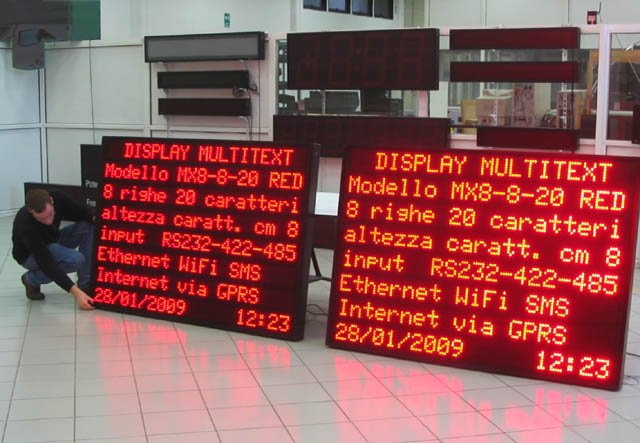 DISPLAY MULTITEXT
Modello MX8-8-20 RED
8 righe 20 caratteri
altezza caratt. cm 8
input RS232-422-485
Ethernet WiFi SMS
Internet via GPRS
28/01/2009 12:23
DISPLAY MULTITEXT
Modello MX8-8-20 RED
8 righe 20 caratteri
altezza caratt. cm 8
input RS232-422-485
Ethernet WiFi SMS
Internet via GPRS
28/01/2009 12:23